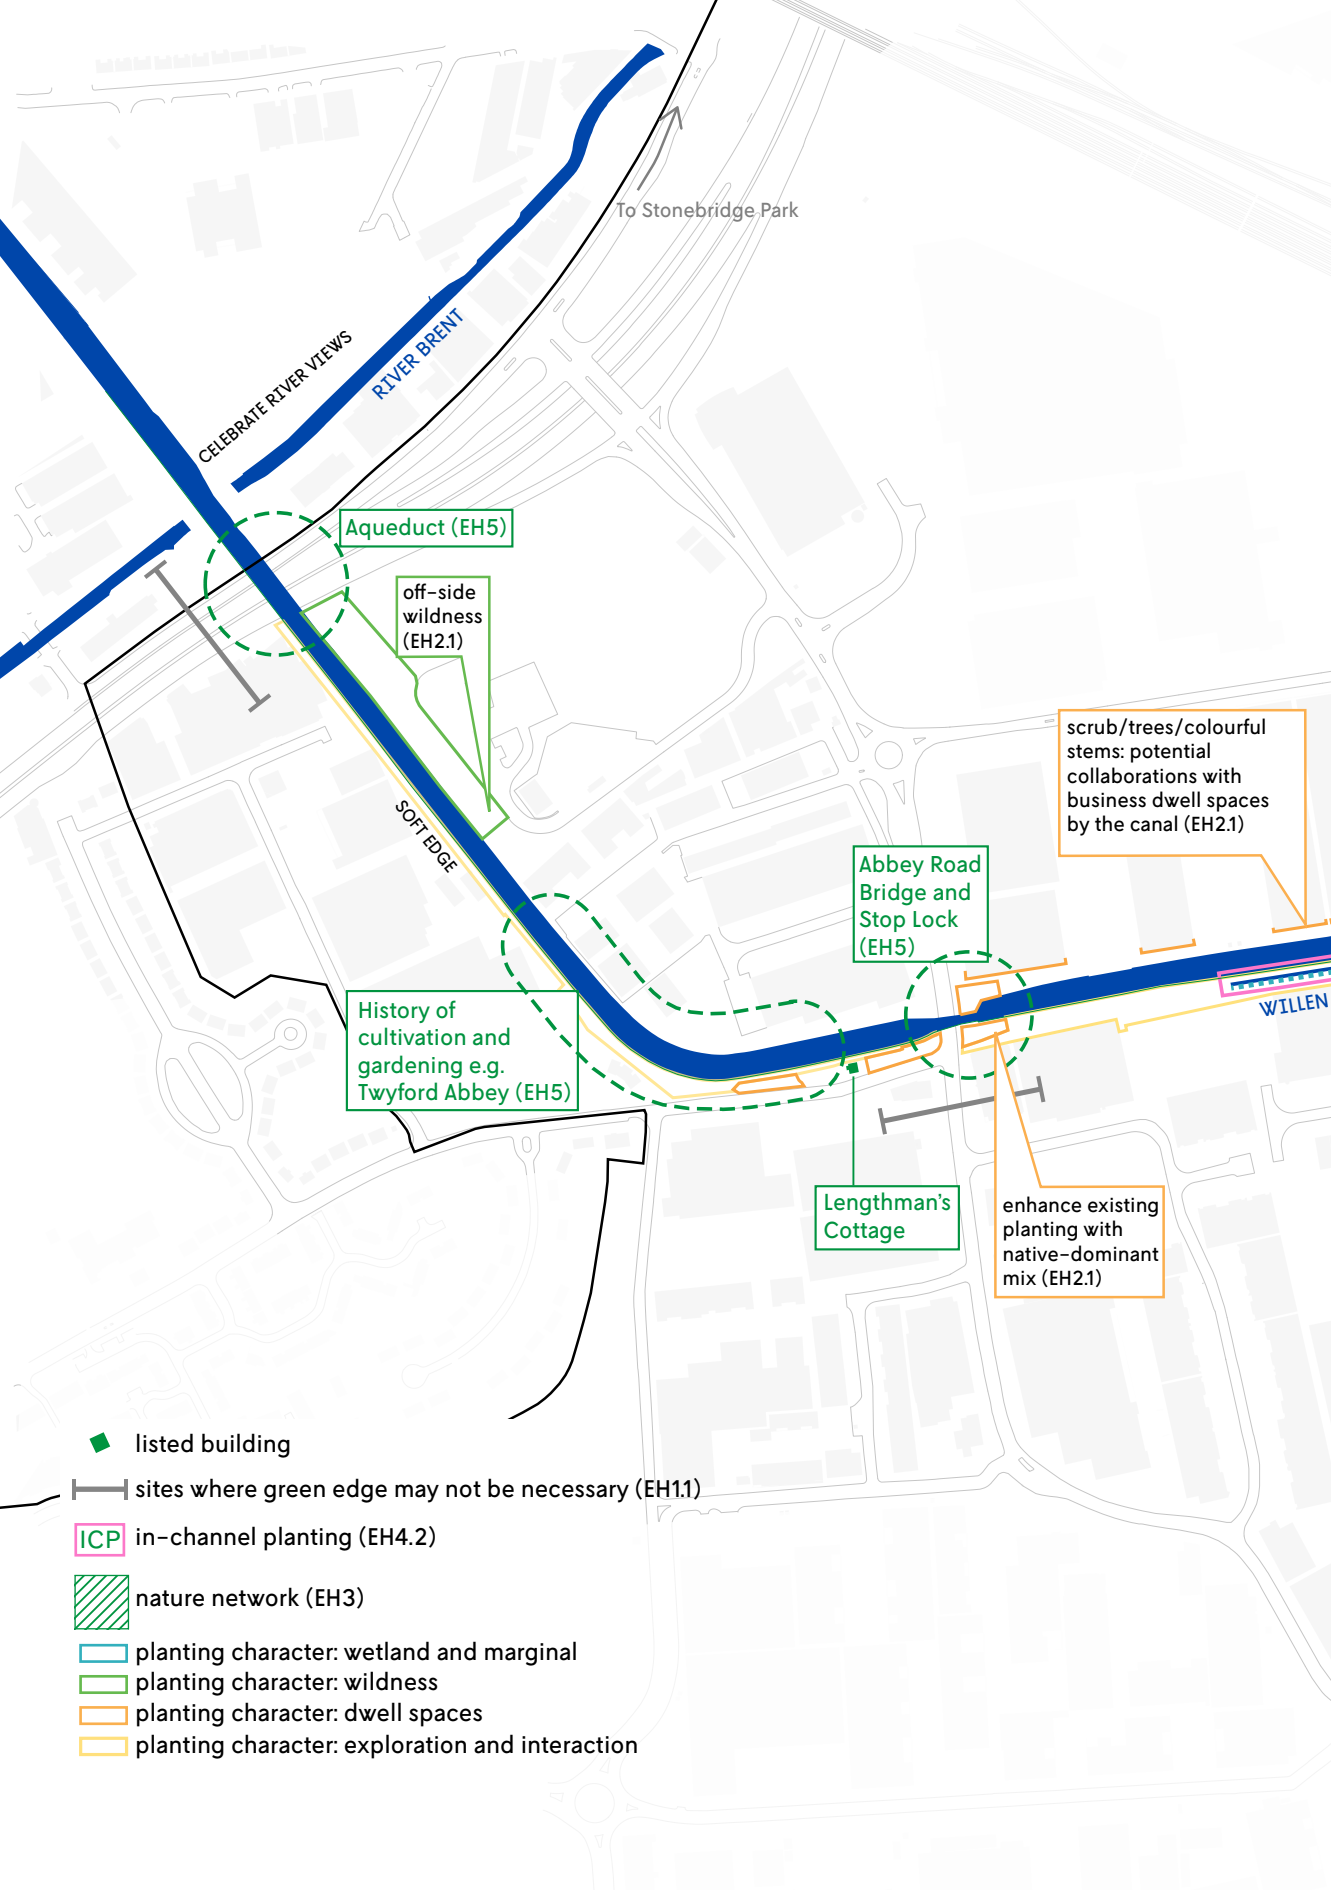 To Stonebridge Park
CELEBRATE RIVER VIEWS
RIVER BRENT
Aqueduct (EH5)
off-side
wildness
(EH2.1)
SOFT EDGE
scrub/trees/colourful
stems: potential
collaborations with
business dwell spaces
by the canal (EH2.1)
Abbey Road
Bridge and
Stop Lock
(EH5)
WILLEN
History of
cultivation and
gardening e.g.
Twyford Abbey (EH5)
Lengthman's
Cottage
enhance existing
planting with
native-dominant
mix (EH2.1)
listed building
sites where green edge may not be necessary (EH1.1)
ICP in-channel planting (EH4.2)
nature network (EH3)
planting character: wetland and marginal
planting character: wildness
planting character: dwell spaces
planting character: exploration and interaction